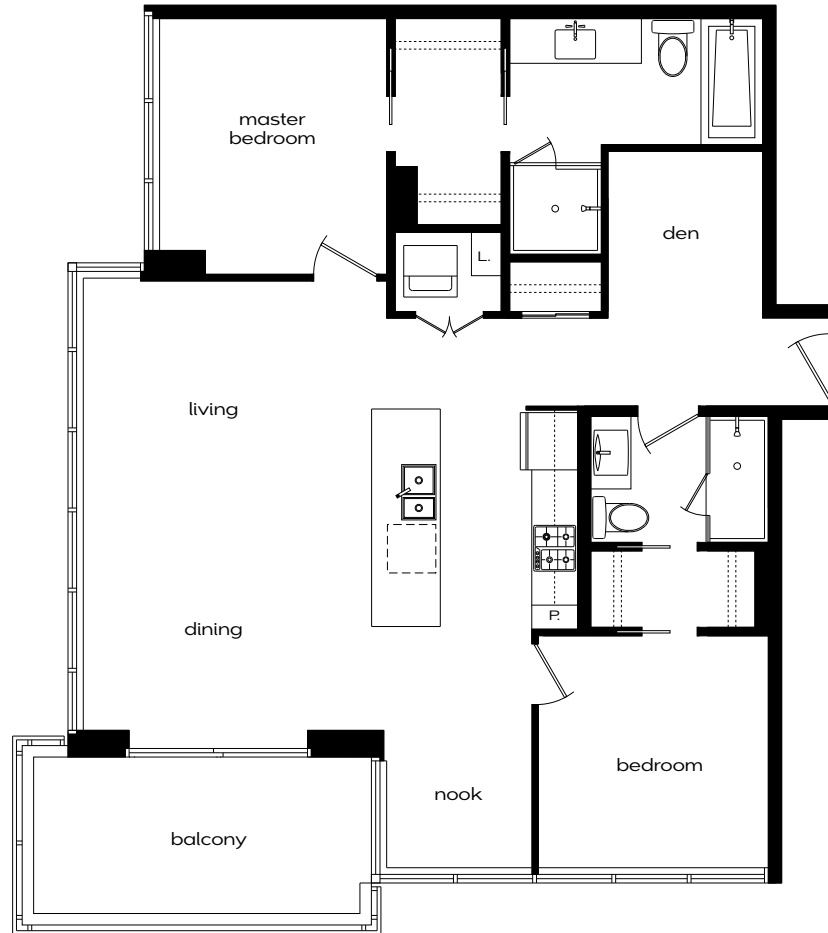 master
bedroom
den
L.
living
dining
P.
bedroom
nook
balcony